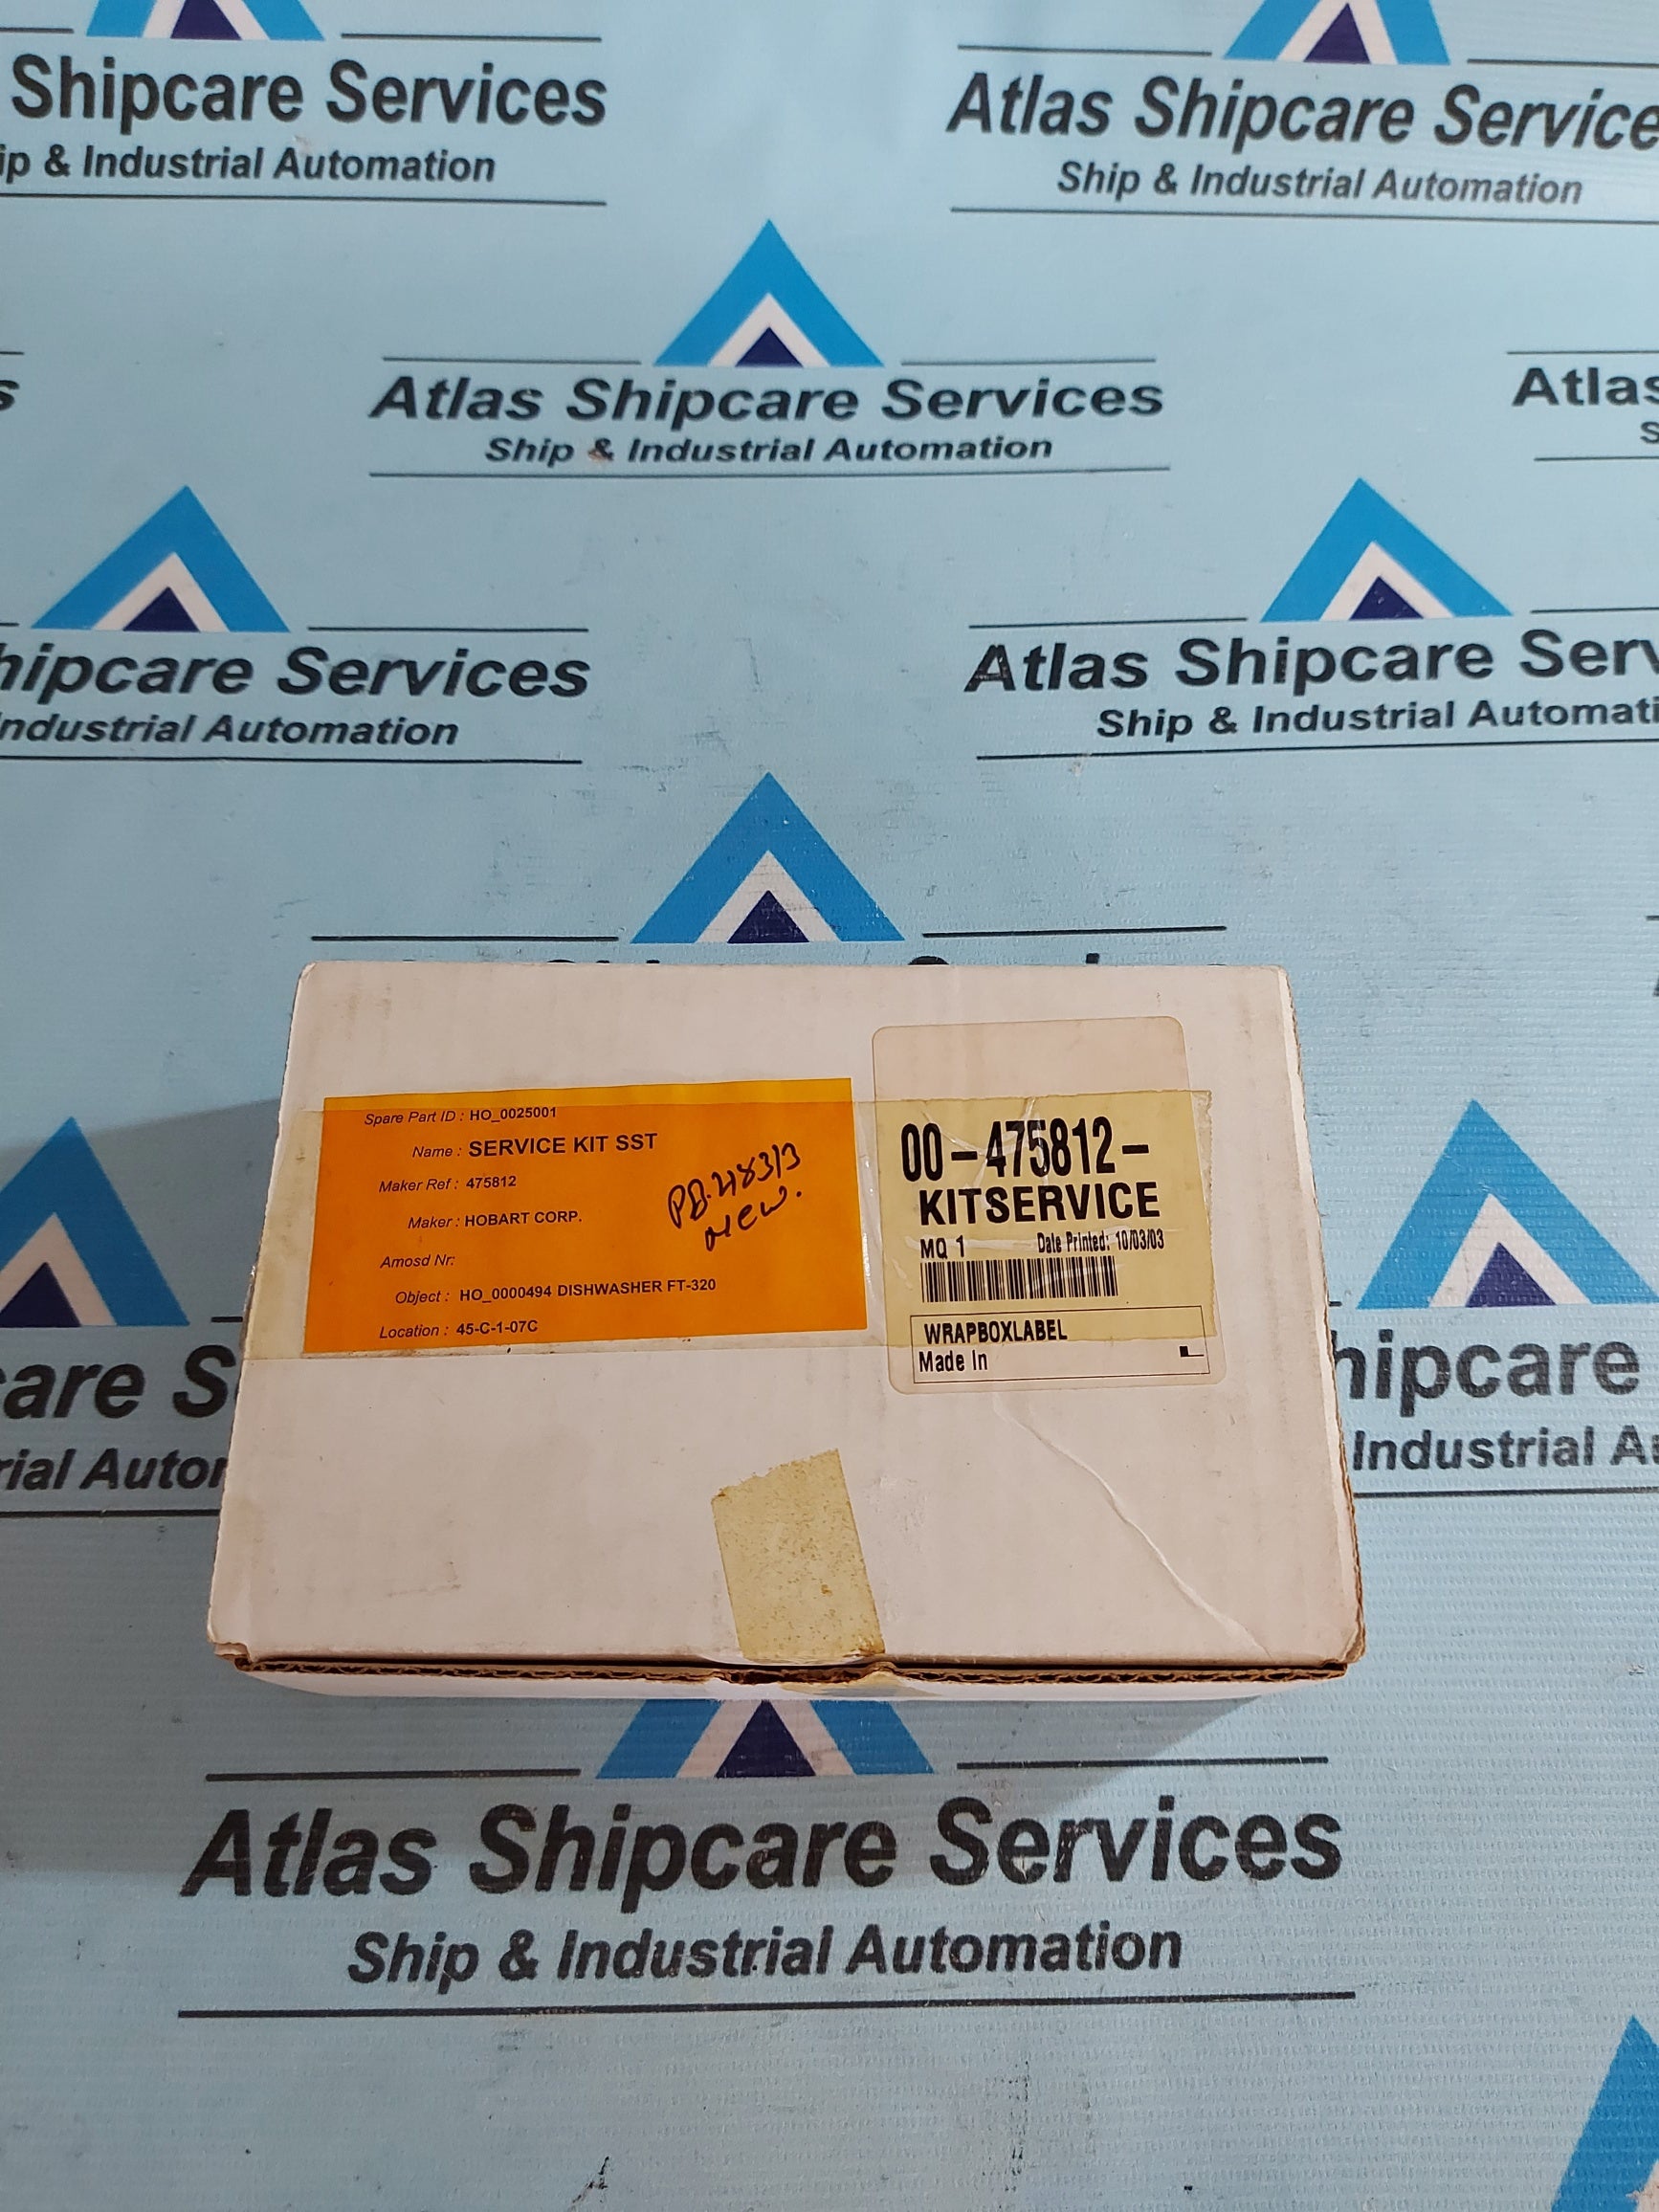 Shipcare Services
ip & Industrial Automation
Atlas Shipcare Service
Ship & Industrial Automation
Atlas Shipcare Services
Ship & Industrial Automation
Atlas
hipcare Services
ndustrial Automation
Atlas Shipcare Serv
Ship & Industrial Automati
Spare Part ID : HO_0025001
Name : SERVICE KIT SST
Maker Ref : 475812
Maker : HOBART CORP.
Amosd Nr:
Object : HO_0000494 DISHWASHER FT-320
Location : 45-C-1-07C
new.
00-475812-
KITSERVICE
MQ 1 Date Printed: 10/03/03
WRAPBOXLABEL
Made In L
care S
rial Autor
hipcare
Industrial A
Atlas Shipcare Services
Ship & Industrial Automation